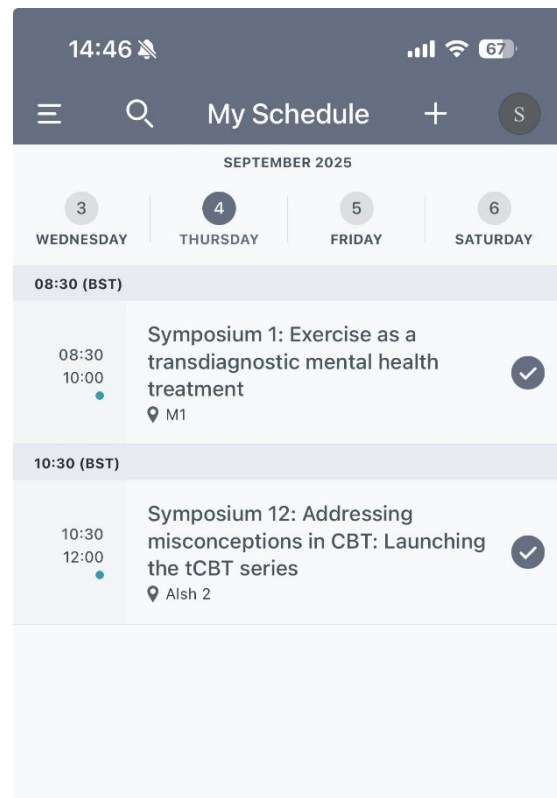 14:46
67
My Schedule
S
SEPTEMBER 2025
3
WEDNESDAY
4
THURSDAY
5
FRIDAY
6
SATURDAY
08:30 (BST)
08:30
10:00
Symposium 1: Exercise as a
transdiagnostic mental health
treatment
M1
10:30 (BST)
10:30
12:00
Symposium 12: Addressing
misconceptions in CBT: Launching
the tCBT series
Alsh 2